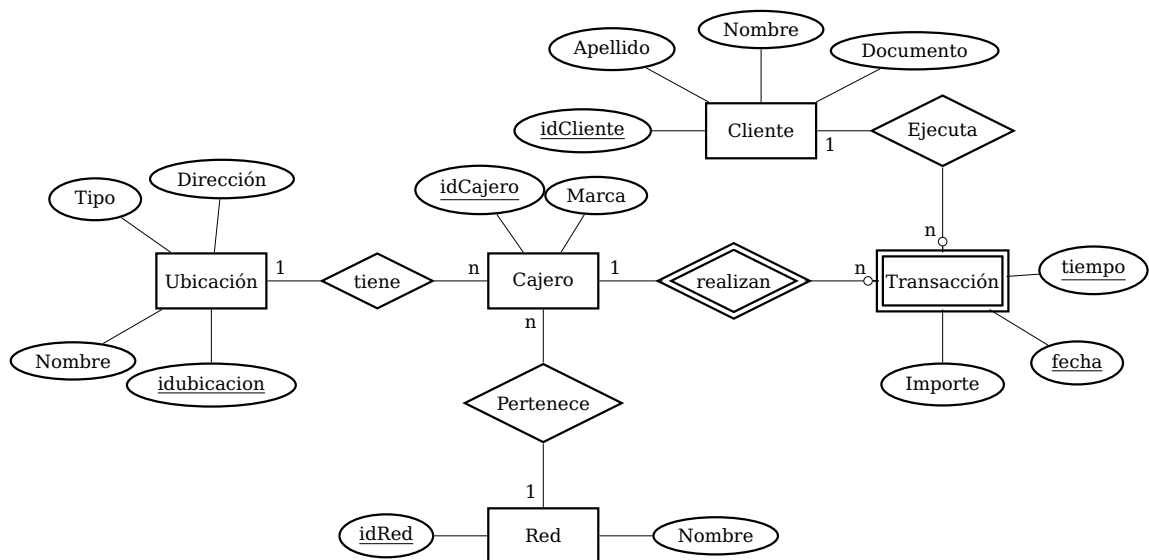 Nombre
Apellido
Documento
idCliente
Cliente
1
Ejecuta
Dirección
Tipo
idCajero
Marca
n
Ubicación
1
tiene
n
Cajero
1
realizan
n
Transacción
tiempo
n
Nombre
idubicacion
Importe
fecha
Pertenece
1
idRed
Red
Nombre